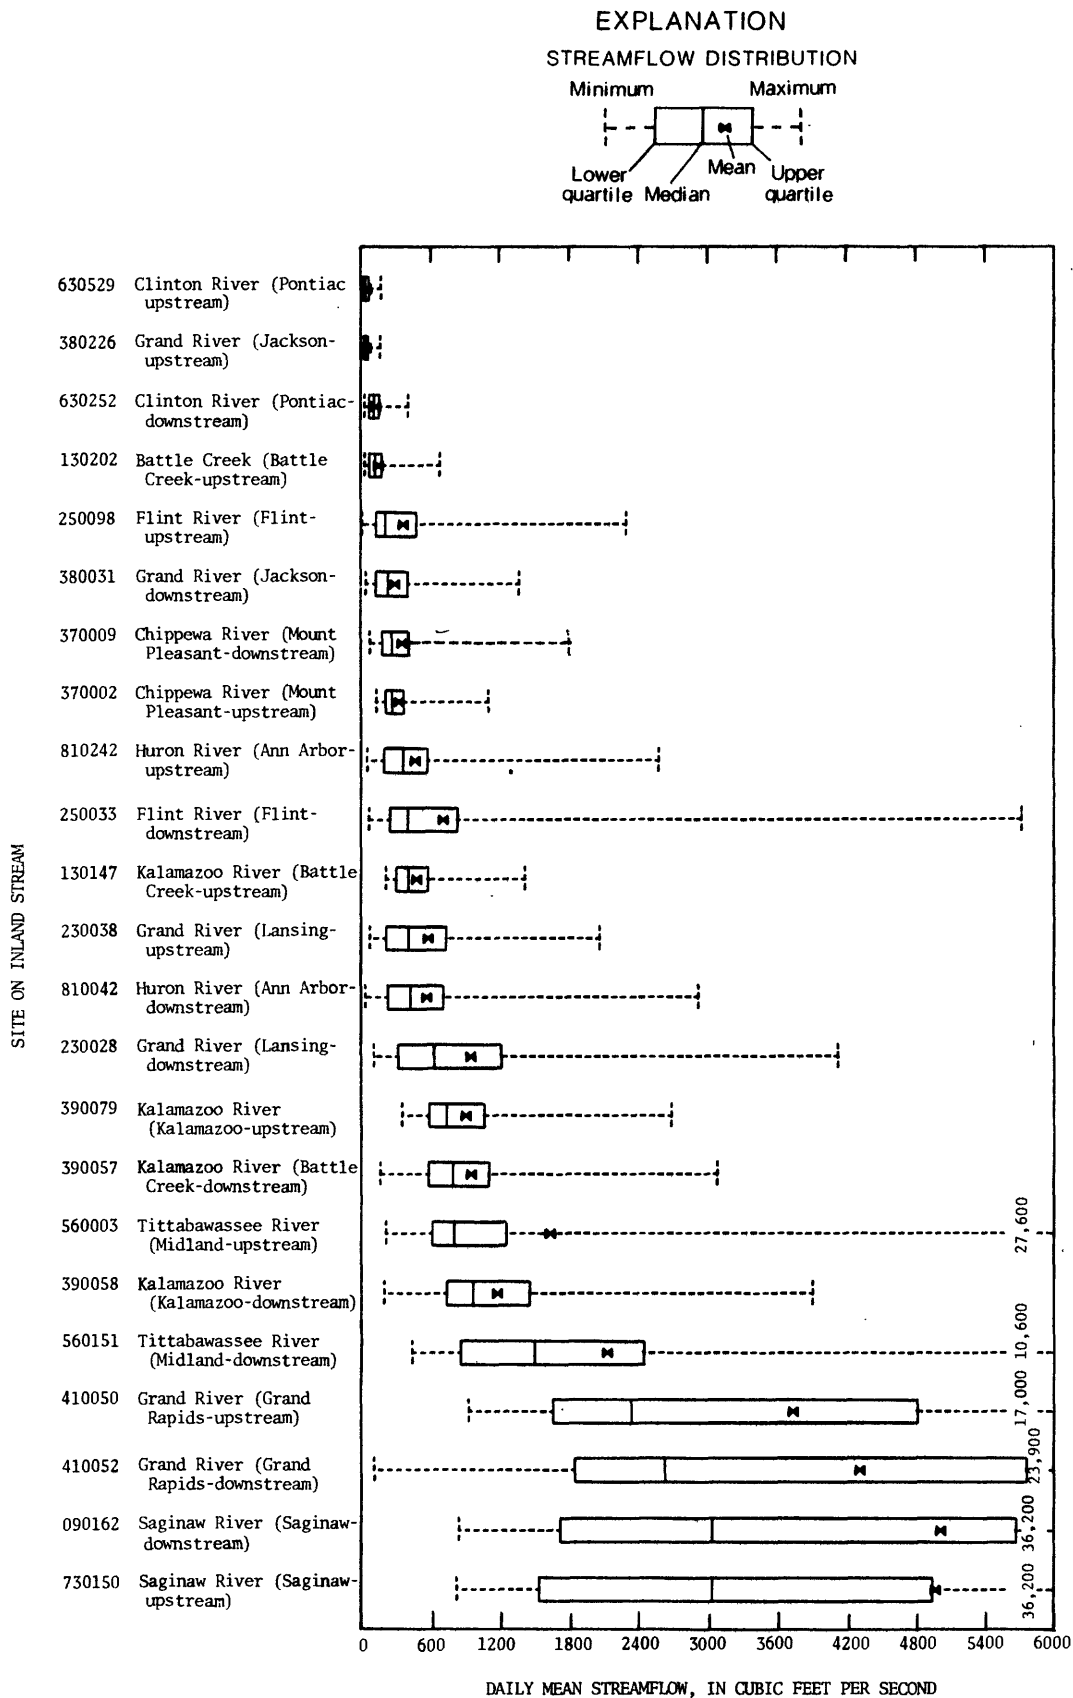 EXPLANATION
STREAMFLOW DISTRIBUTION
Minimum Maximum
Lower quartile Median Mean Upper quartile
SITE ON INLAND STREAM
630529 Clinton River (Pontiac
upstream)
380226 Grand River (Jackson-
upstream)
630252 Clinton River (Pontiac-
downstream)
130202 Battle Creek (Battle
Creek-upstream)
250098 Flint River (Flint-
upstream)
380031 Grand River (Jackson-
downstream)
370009 Chippewa River (Mount
Pleasant-downstream)
370002 Chippewa River (Mount
Pleasant-upstream)
810242 Huron River (Ann Arbor-
upstream)
250033 Flint River (Flint-
downstream)
130147 Kalamazoo River (Battle
Creek-upstream)
230038 Grand River (Lansing-
upstream)
810042 Huron River (Ann Arbor-
downstream)
230028 Grand River (Lansing-
downstream)
390079 Kalamazoo River
(Kalamazoo-upstream)
390057 Kalamazoo River (Battle
Creek-downstream)
560003 Tittabawassee River
(Midland-upstream)
27,600
390058 Kalamazoo River
(Kalamazoo-downstream)
560151 Tittabawassee River
(Midland-downstream)
10,600
410050 Grand River (Grand
Rapids-upstream)
17,000
410052 Grand River (Grand
Rapids-downstream)
23,900
090162 Saginaw River (Saginaw-
downstream)
36,200
730150 Saginaw River (Saginaw-
upstream)
36,200
0 600 1200 1800 2400 3000 3600 4200 4800 5400 6000
DAILY MEAN STREAMFLOW, IN CUBIC FEET PER SECOND